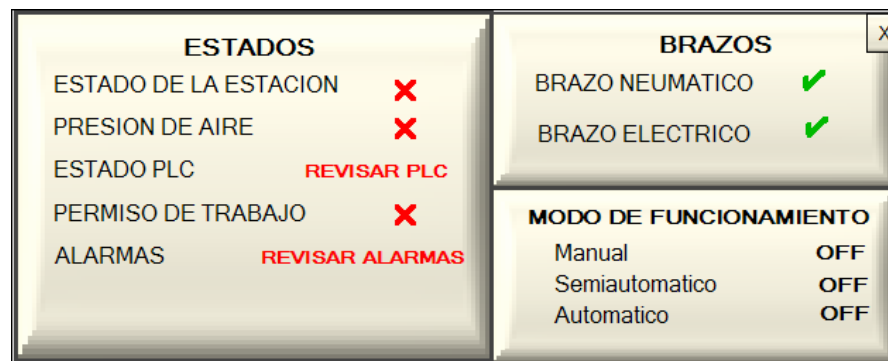 ESTADOS
ESTADO DE LA ESTACION
PRESION DE AIRE
ESTADO PLC REVISAR PLC
PERMISO DE TRABAJO
ALARMAS REVISAR ALARMAS
BRAZOS
X
BRAZO NEUMATICO
BRAZO ELECTRICO
MODO DE FUNCIONAMIENTO
Manual OFF
Semiautomatico OFF
Automatico OFF